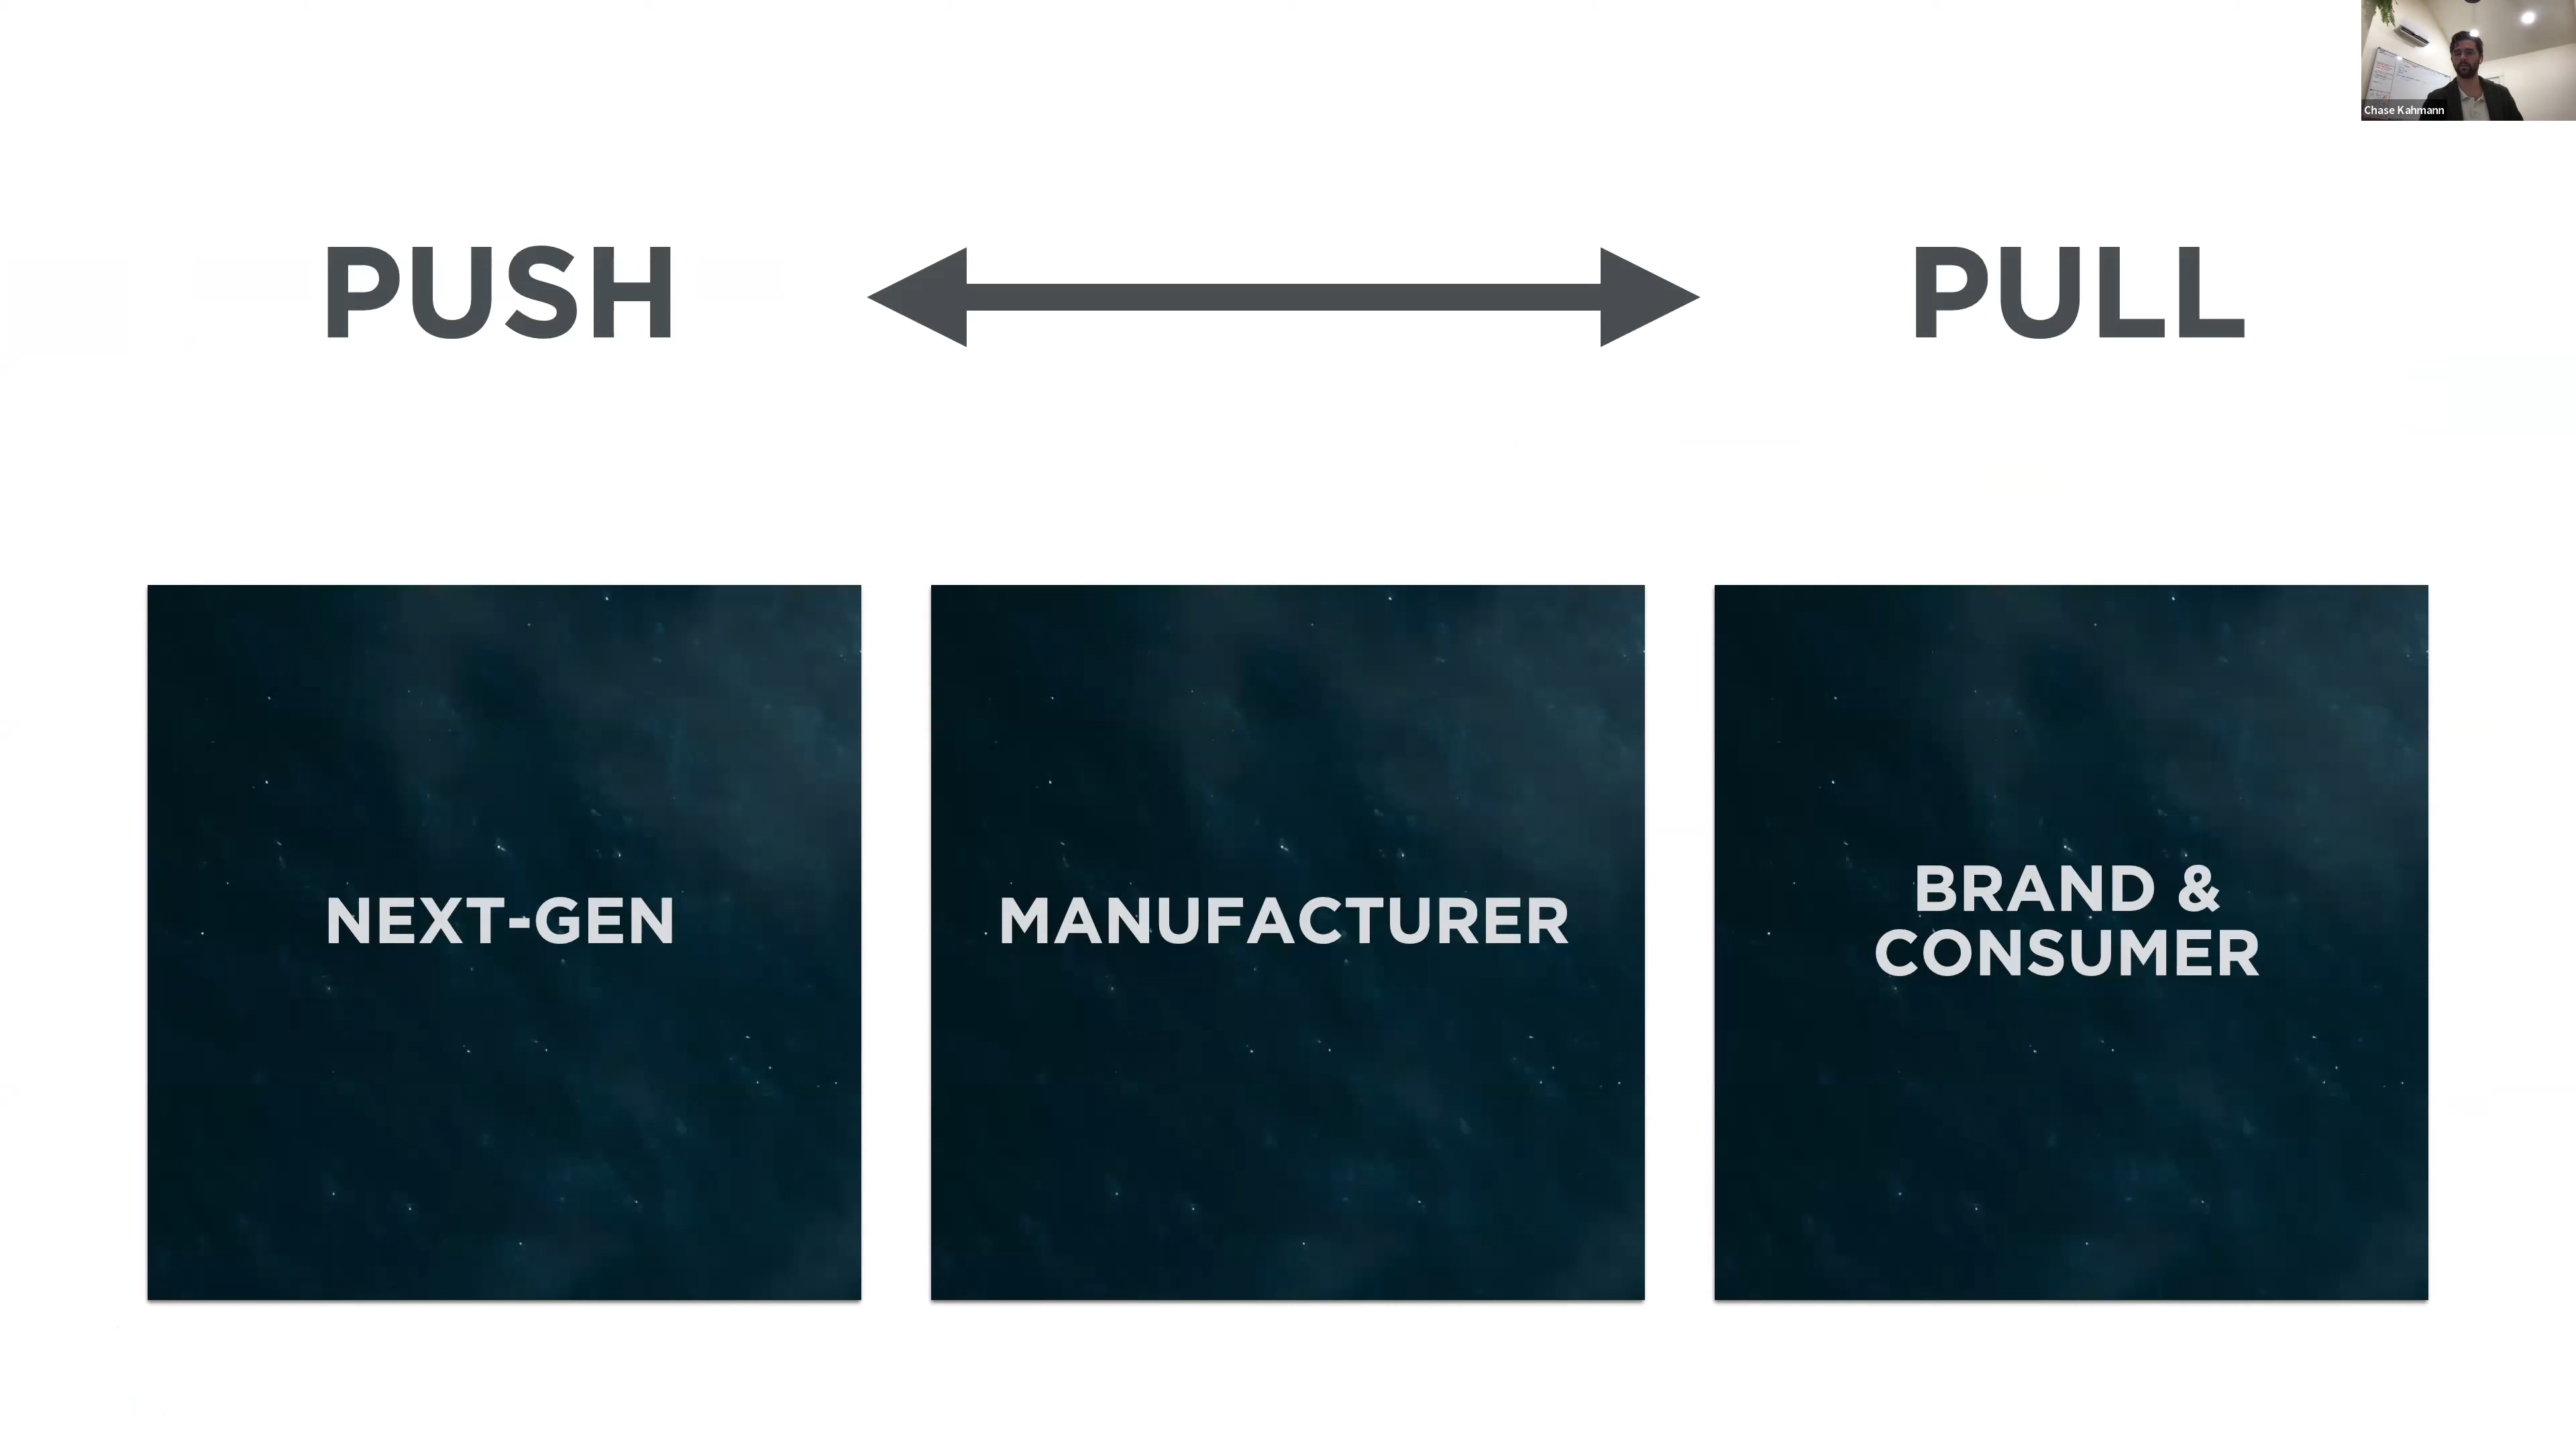 Chase Kahmann
PUSH
PULL
NEXT-GEN
MANUFACTURER
BRAND &
CONSUMER